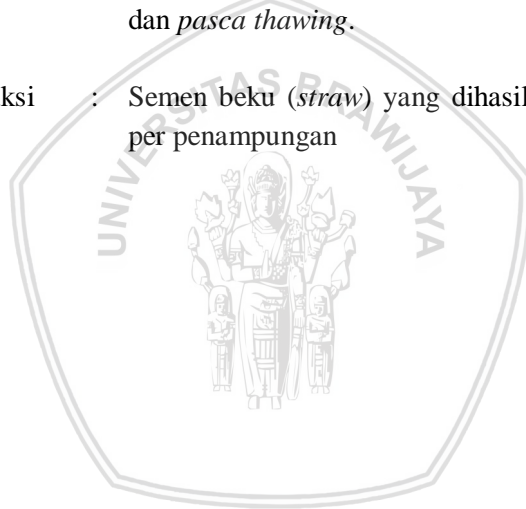 dan pasca thawing.
ksi : Semen beku (straw) yang dihasil
per penampungan
UNIVERSITAS BRAWIJAYA